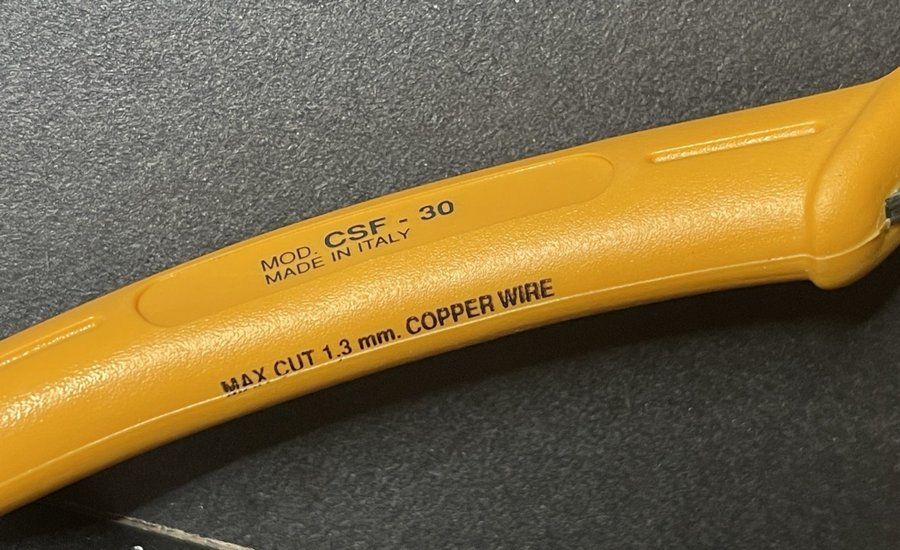 MOD. CSF - 30
MADE IN ITALY
MAX CUT 1.3 mm. COPPER WIRE